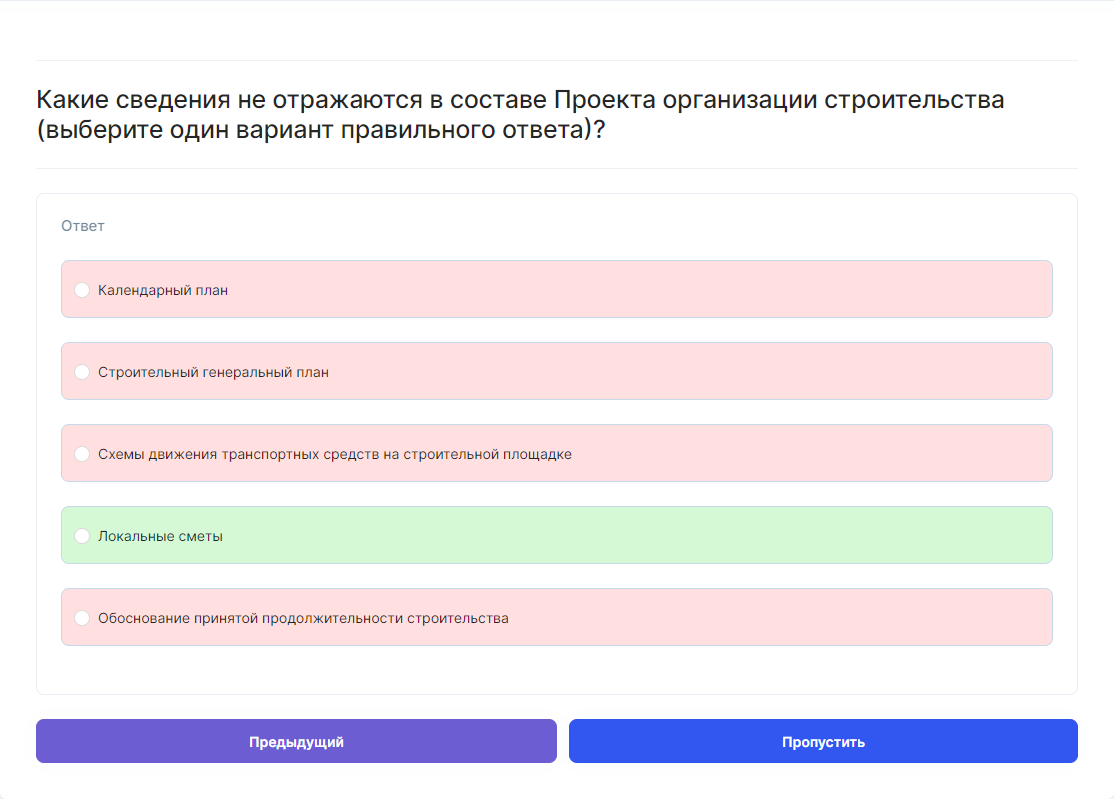 Какие сведения не отражаются в составе Проекта организации строительства
(выберите один вариант правильного ответа)?
Ответ
Календарный план
Строительный генеральный план
Схемы движения транспортных средств на строительной площадке
Локальные сметы
Обоснование принятой продолжительности строительства
Предыдущий
Пропустить